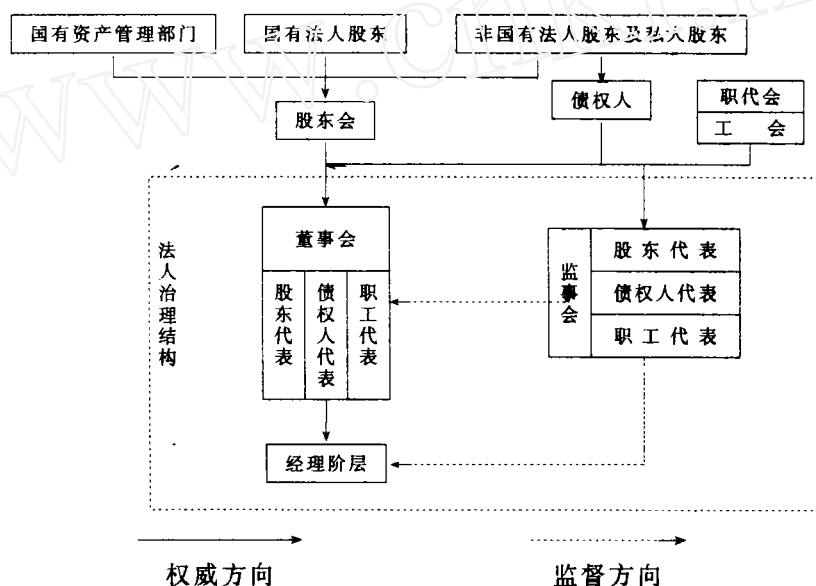 国有资产管理部门
国有法人股东
非国有法人股东及私人股东
股东会
债权人
职代会
工 会
法人治理结构
董事会
股东代表
债权人代表
职工代表
监事会
股东代表
债权人代表
职工代表
经理阶层
权威方向
监督方向